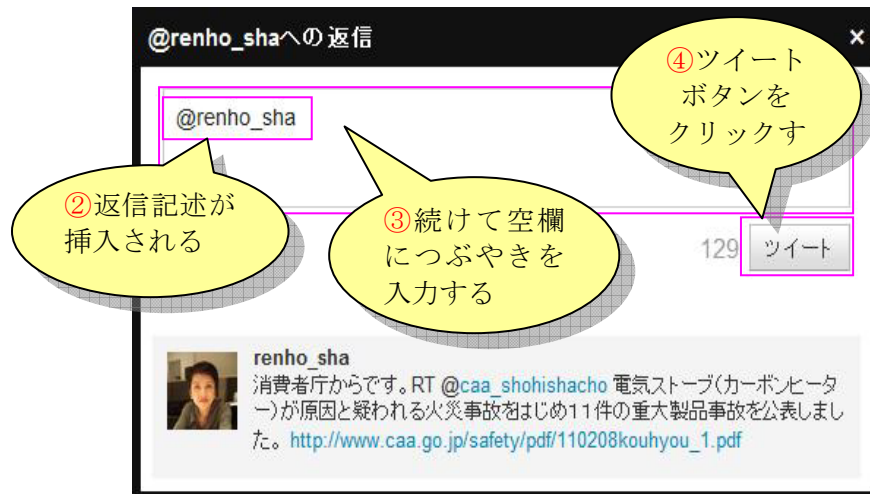 @renho_shaへの返信
×
④ツイート
ボタンを
クリックす
@renho_sha
②返信記述が
挿入される
③続けて空欄
につぶやきを
入力する
129 ツイート
renho_sha
消費者庁からです。RT @caa_shohishacho 電気ストーブ(カーボンヒータ
ー)が原因と疑われる火災事故をはじめ11件の重大製品事故を公表しまし
た。 http://www.caa.go.jp/safety/pdf/110208kouhyou_1.pdf